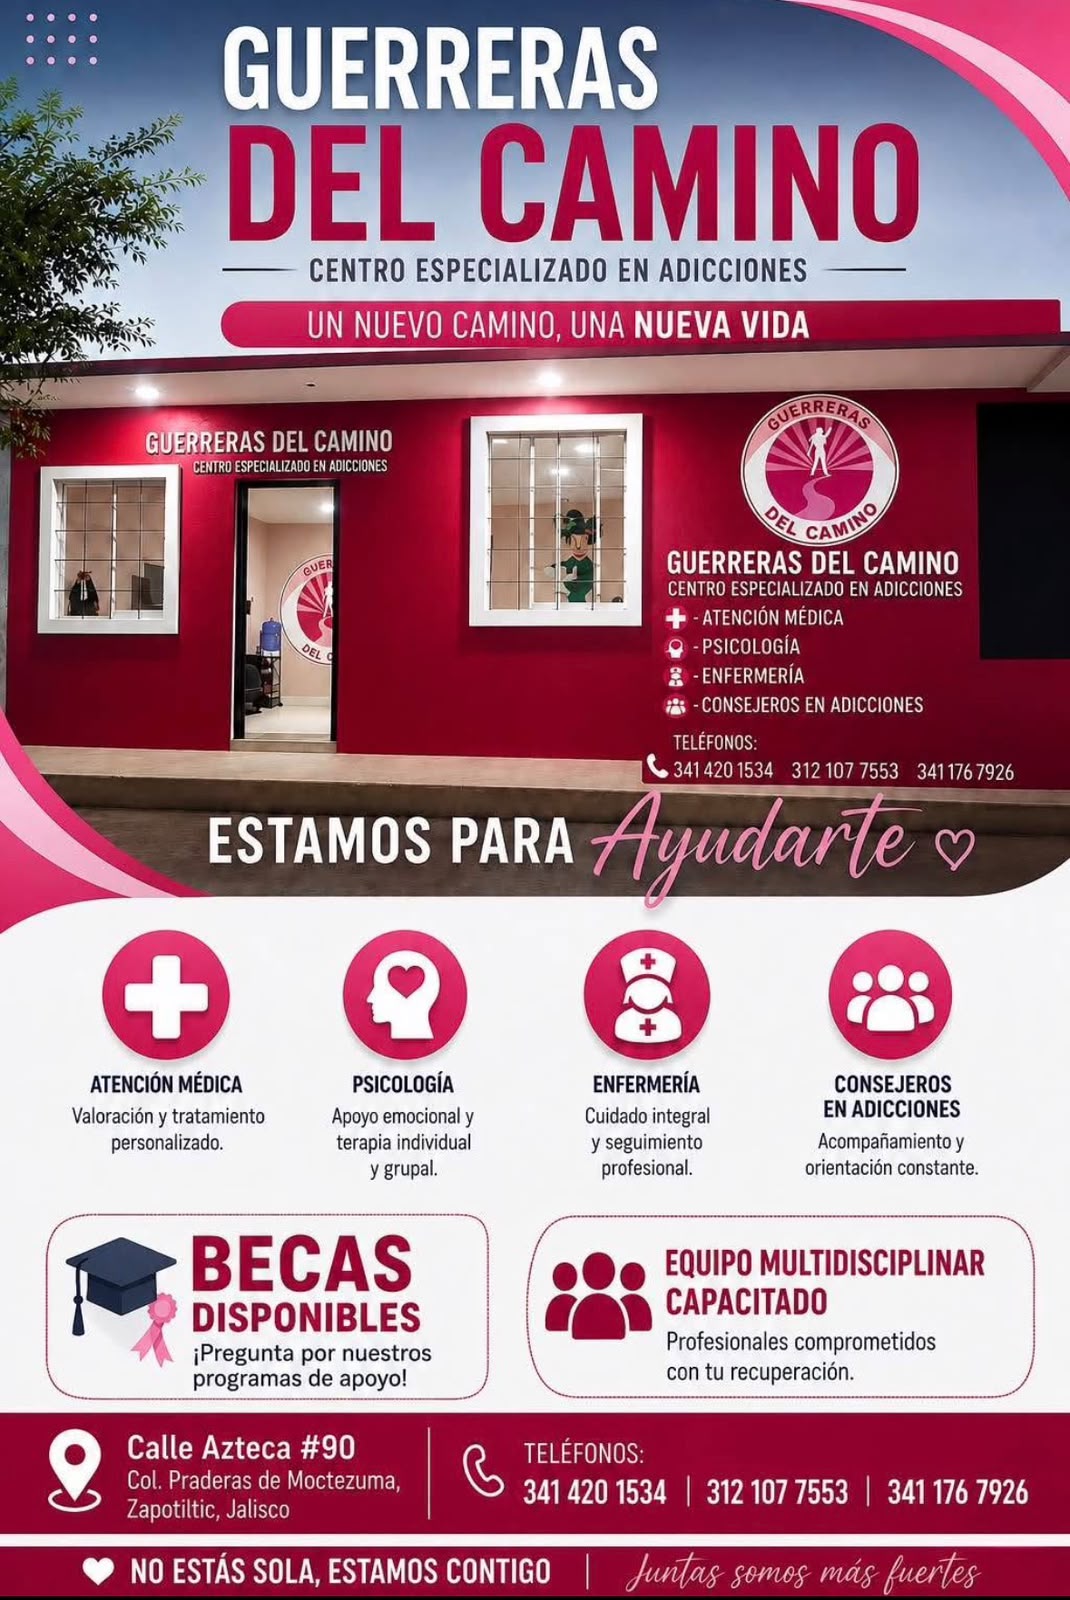 GUERRERAS
DEL CAMINO
CENTRO ESPECIALIZADO EN ADICCIONES
UN NUEVO CAMINO, UNA NUEVA VIDA
GUERRERAS DEL CAMINO
CENTRO ESPECIALIZADO EN ADICCIONES
GUERRERAS
DEL CAMINO
GUERRERAS DEL CAMINO
CENTRO ESPECIALIZADO EN ADICCIONES
- ATENCIÓN MÉDICA
- PSICOLOGÍA
- ENFERMERÍA
- CONSEJEROS EN ADICCIONES
TELÉFONOS:
341 420 1534 312 107 7553 341 176 7926
GUER
DEL C
ESTAMOS PARA Ayudarte
ATENCIÓN MÉDICA
Valoración y tratamiento
personalizado.
PSICOLOGÍA
Apoyo emocional y
terapia individual
y grupal.
ENFERMERÍA
Cuidado integral
y seguimiento
profesional.
CONSEJEROS
EN ADICCIONES
Acompañamiento y
orientación constante.
BECAS
DISPONIBLES
¡Pregunta por nuestros
programas de apoyo!
EQUIPO MULTIDISCIPLINAR
CAPACITADO
Profesionales comprometidos
con tu recuperación.
Calle Azteca #90
Col. Praderas de Moctezuma,
Zapotiltic, Jalisco
TELÉFONOS:
341 420 1534 | 312 107 7553 | 341 176 7926
NO ESTÁS SOLA, ESTAMOS CONTIGO | Juntas somos más fuertes